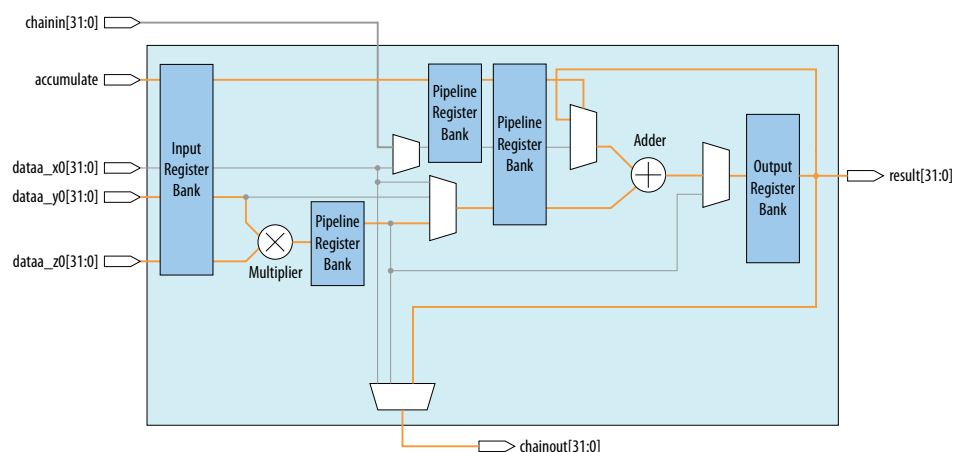 chainin[31:0]
accumulate
dataa_x0[31:0]
dataa_y0[31:0]
dataa_z0[31:0]
Input
Register
Bank
Multiplier
Pipeline
Register
Bank
Pipeline
Register
Bank
Pipeline
Register
Bank
Adder
Output
Register
Bank
result[31:0]
chainout[31:0]